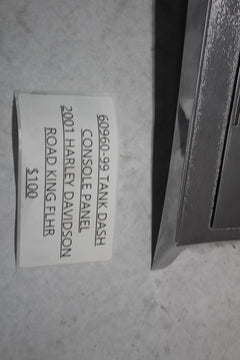 60960-99 TANK DASH
CONSOLE PANEL
2001 HARLEY DAVIDSON
ROAD KING FLHR
$100